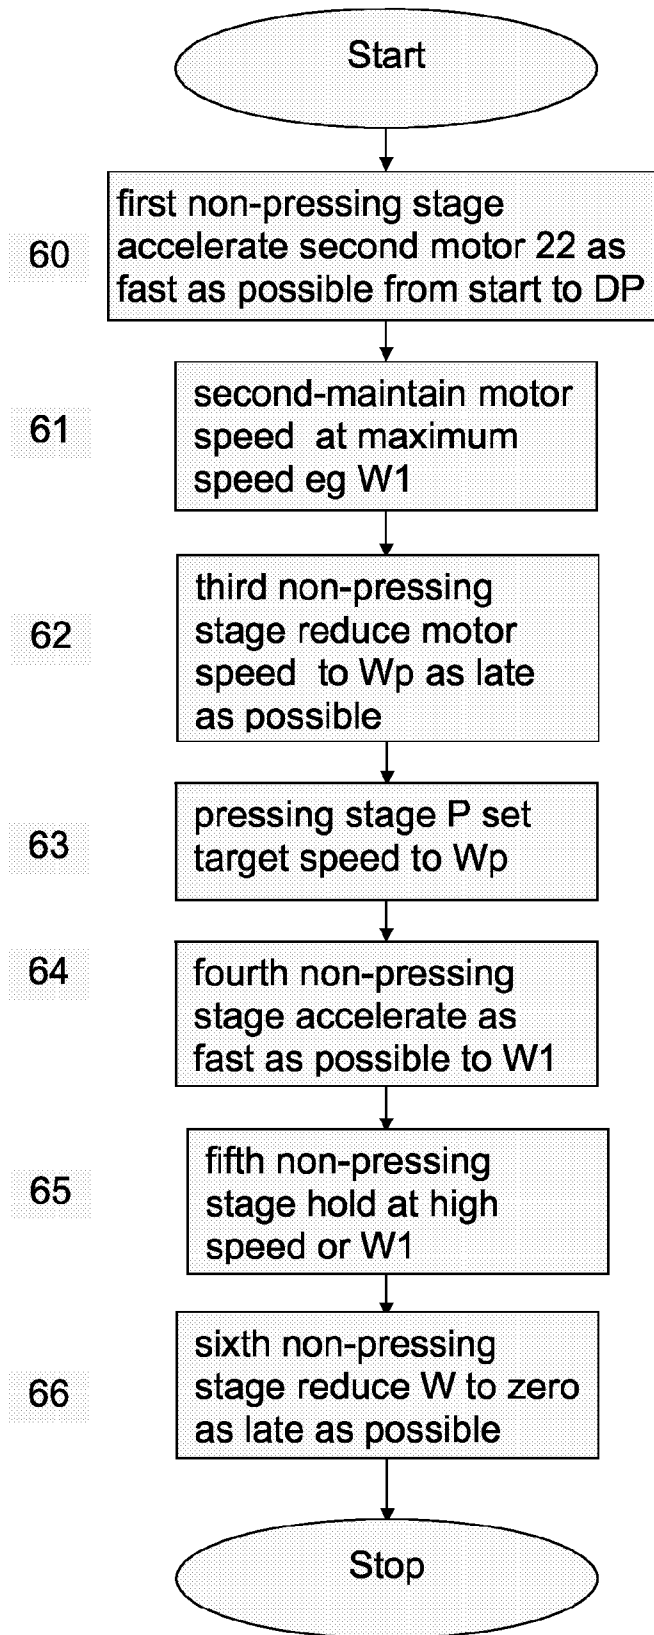 Start
60
first non-pressing stage
accelerate second motor 22 as
fast as possible from start to DP
61
second-maintain motor
speed at maximum
speed eg W1
62
third non-pressing
stage reduce motor
speed to Wp as late
as possible
63
pressing stage P set
target speed to Wp
64
fourth non-pressing
stage accelerate as
fast as possible to W1
65
fifth non-pressing
stage hold at high
speed or W1
66
sixth non-pressing
stage reduce W to zero
as late as possible
Stop